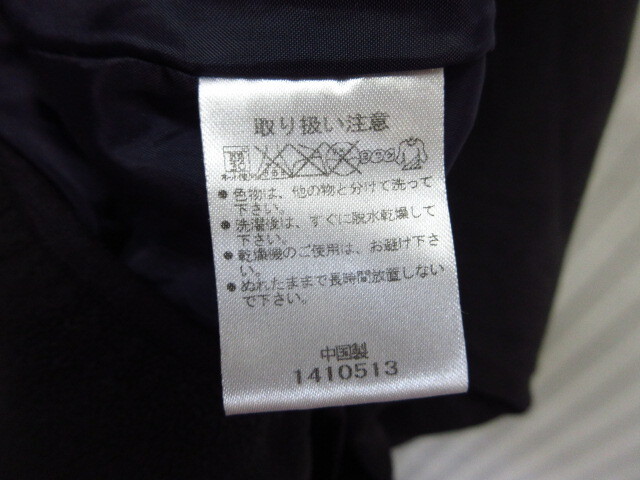 取り扱い注意
● 色物は、他の物と分けて洗って
下さい。
● 洗濯後は、すぐに脱水乾燥して
下さい。
● 乾燥機のご使用は、お避け下さ
い。
● ぬれたままで長時間放置しない
で下さい。
中国製
1410513